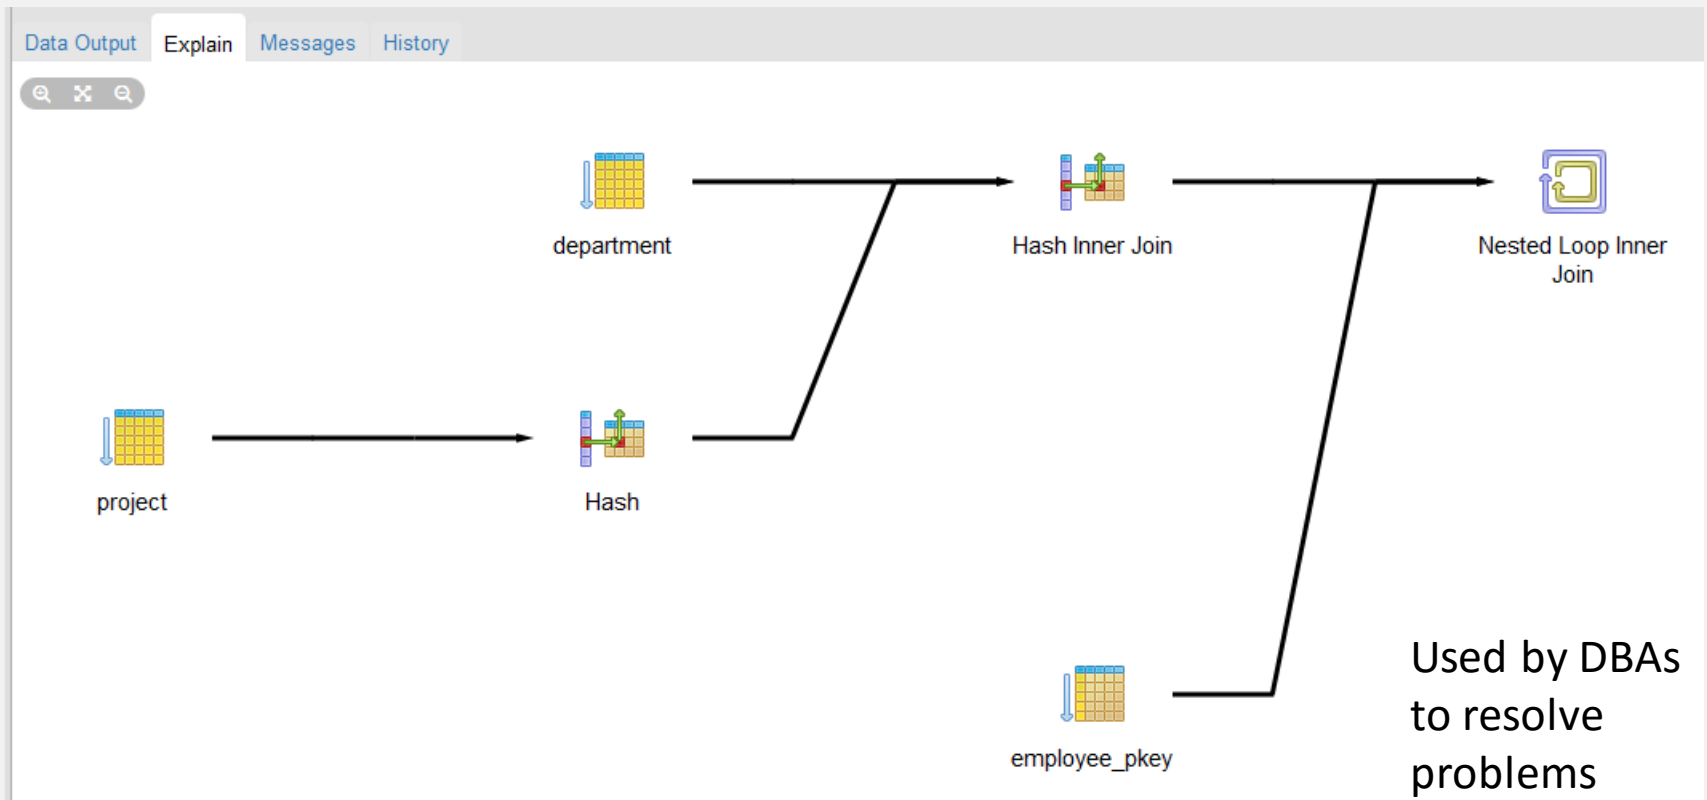 Data Output Explain Messages History
department
Hash Inner Join
Nested Loop Inner
Join
project
Hash
employee_pkey
Used by DBAs
to resolve
problems